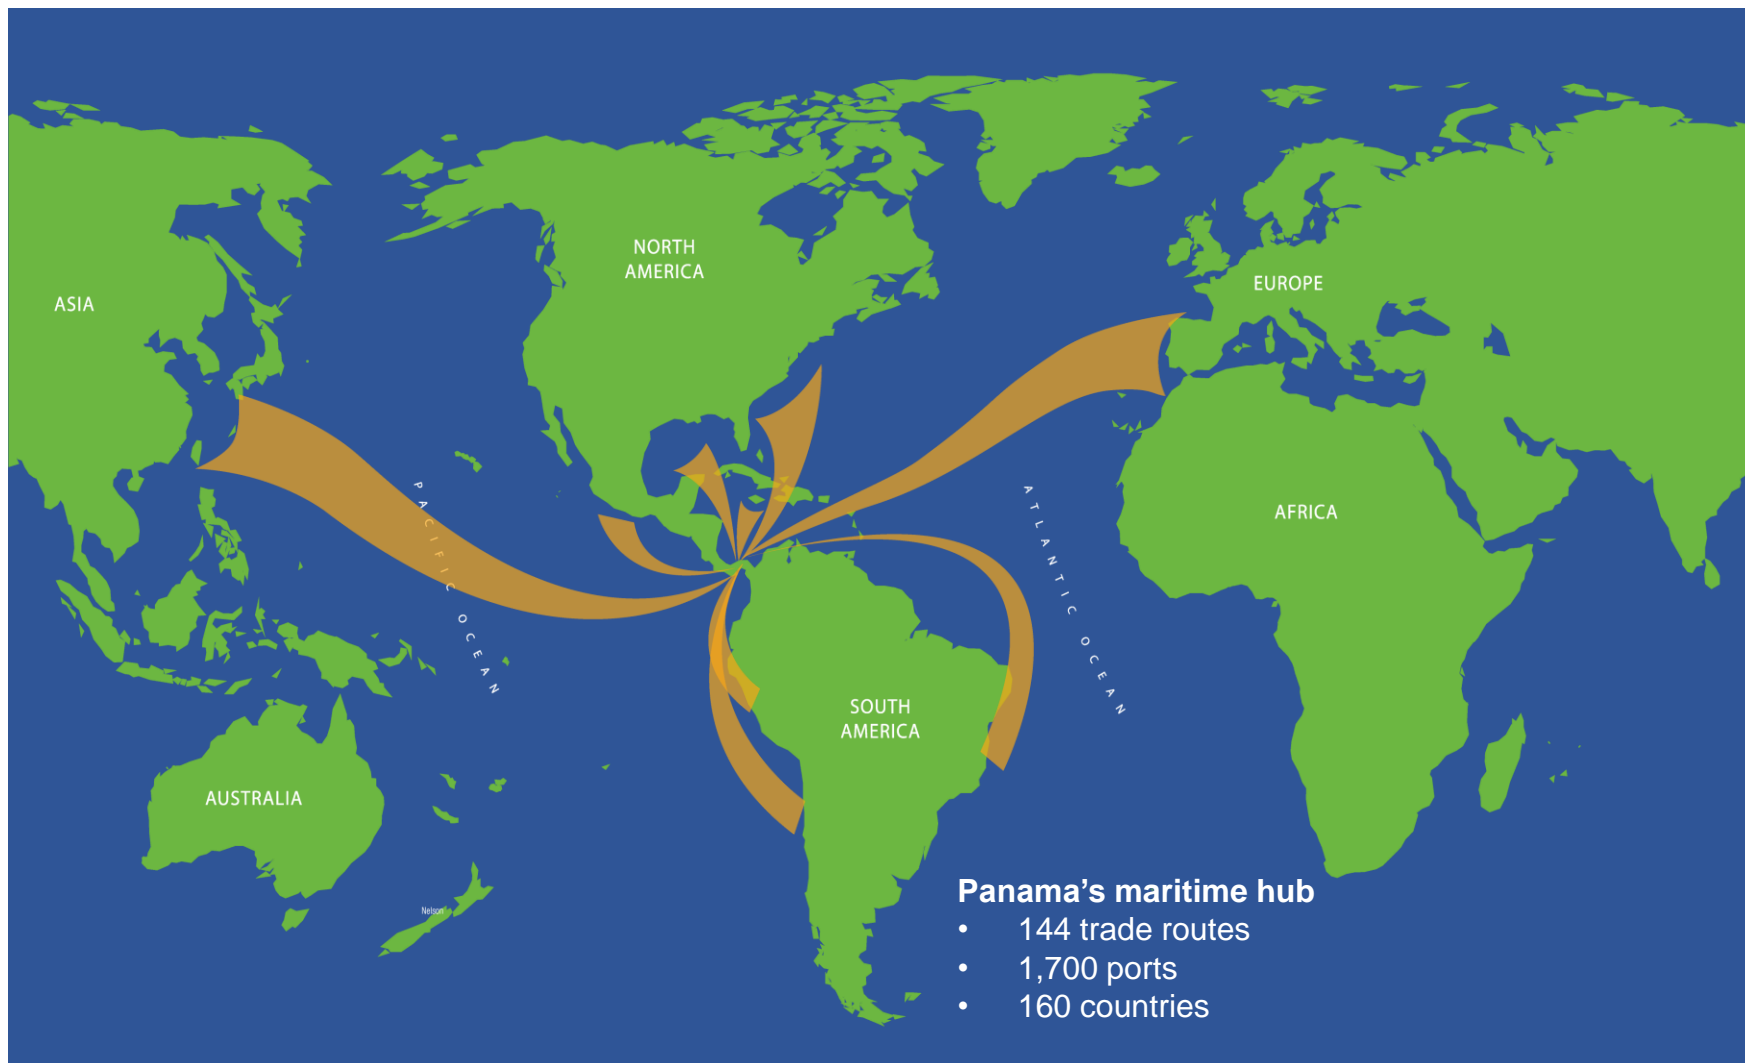 NORTH
AMERICA
ASIA
EUROPE
PACIFIC OCEAN
ATLANTIC OCEAN
AFRICA
SOUTH
AMERICA
AUSTRALIA
Nelson
Panama’s maritime hub
• 144 trade routes
• 1,700 ports
• 160 countries